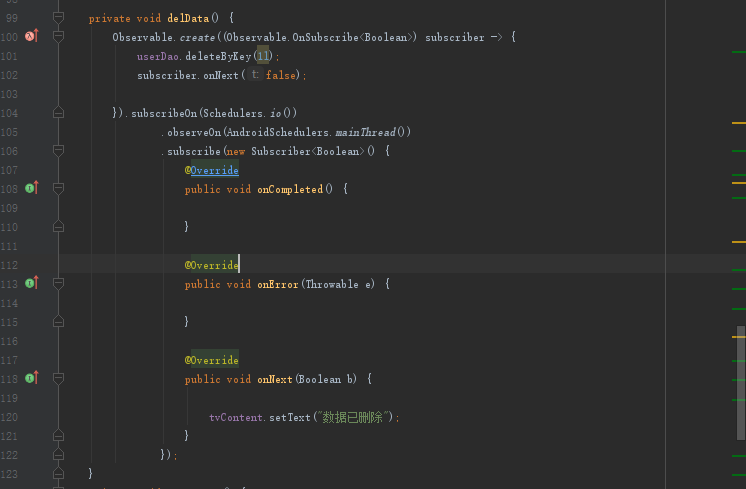 99 private void delData() {
100 Observable.create((Observable.OnSubscribe<Boolean>) subscriber -> {
101 userDao.deleteByKey(1l);
102 subscriber.onNext( t: false);
103
104 }).subscribeOn(Schedulers.io())
105 .observeOn(AndroidSchedulers.mainThread())
106 .subscribe(new Subscriber<Boolean>() {
107 @Override
108 public void onCompleted() {
109
110 }
111
112 @Override
113 public void onError(Throwable e) {
114
115 }
116
117 @Override
118 public void onNext(Boolean b) {
119
120 tvContent.setText("数据已删除");
121 }
122 });
123 }